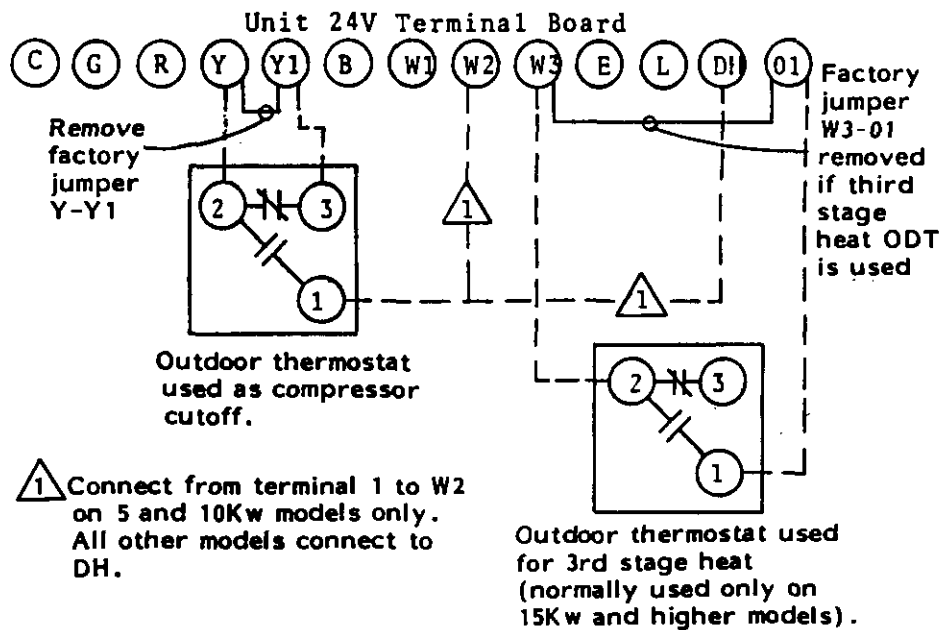 Unit 24V Terminal Board
C G R Y Y1 B W1 W2 W3 E L DH 01
Remove
factory
jumper
Y-Y1
Factory
jumper
W3-01
removed
if third
stage
heat ODT
is used
1
2 3
1
1
Outdoor thermostat
used as compressor
cutoff.
2 3
1
1 Connect from terminal 1 to W2
on 5 and 10Kw models only.
All other models connect to
DH.
Outdoor thermostat used
for 3rd stage heat
(normally used only on
15Kw and higher models).